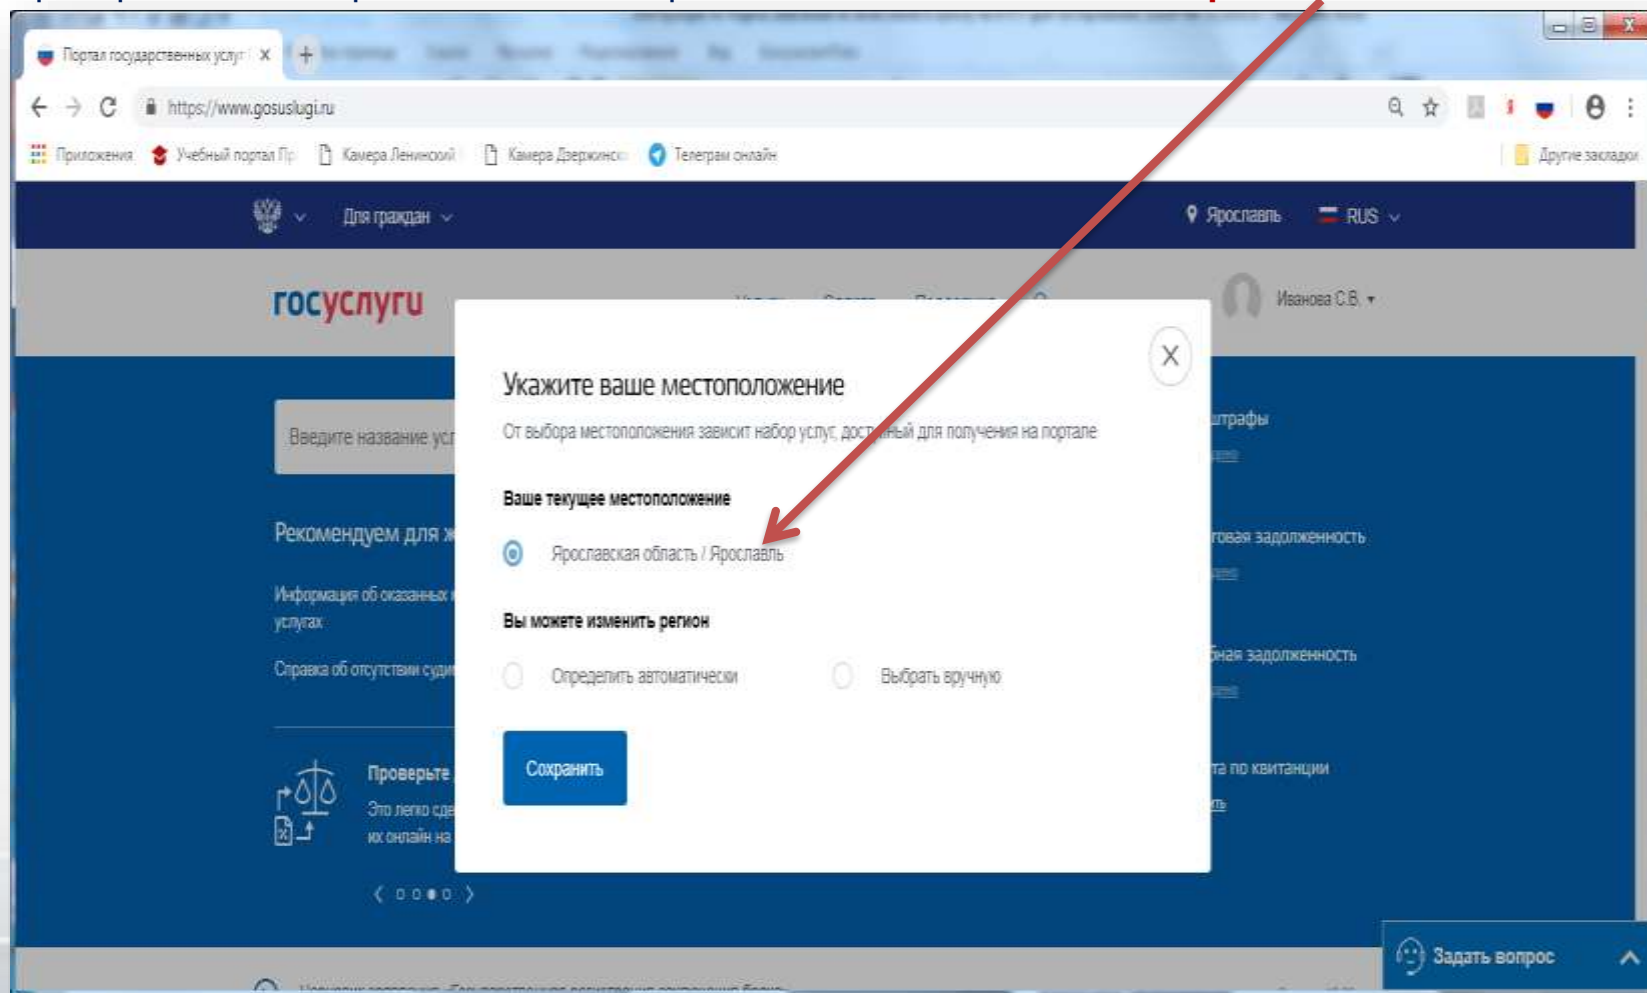 Портал государственных услуг
https://www.gosuslugi.ru
Приложения Учебный портал Пр Камера Ленинский Камера Дзержинск Телеграм онлайн Другие закладки
Для граждан Ярославль RUS
госуслуги Иванова С.В.
Укажите ваше местоположение
От выбора местоположения зависит набор услуг, доступный для получения на портале
штрафы
Введите название усл
Ваше текущее местоположение
Рекомендуем для ж
говая задолженность
Ярославская область / Ярославль
Информация об оказанных
услугах
Вы можете изменить регион
Справка об отсутствии суди
бная задолженность
Определить автоматически Выбрать вручную
Проверьте
Сохранить
та по квитанции
Это легко сде
ть
их онлайн на
Задать вопрос